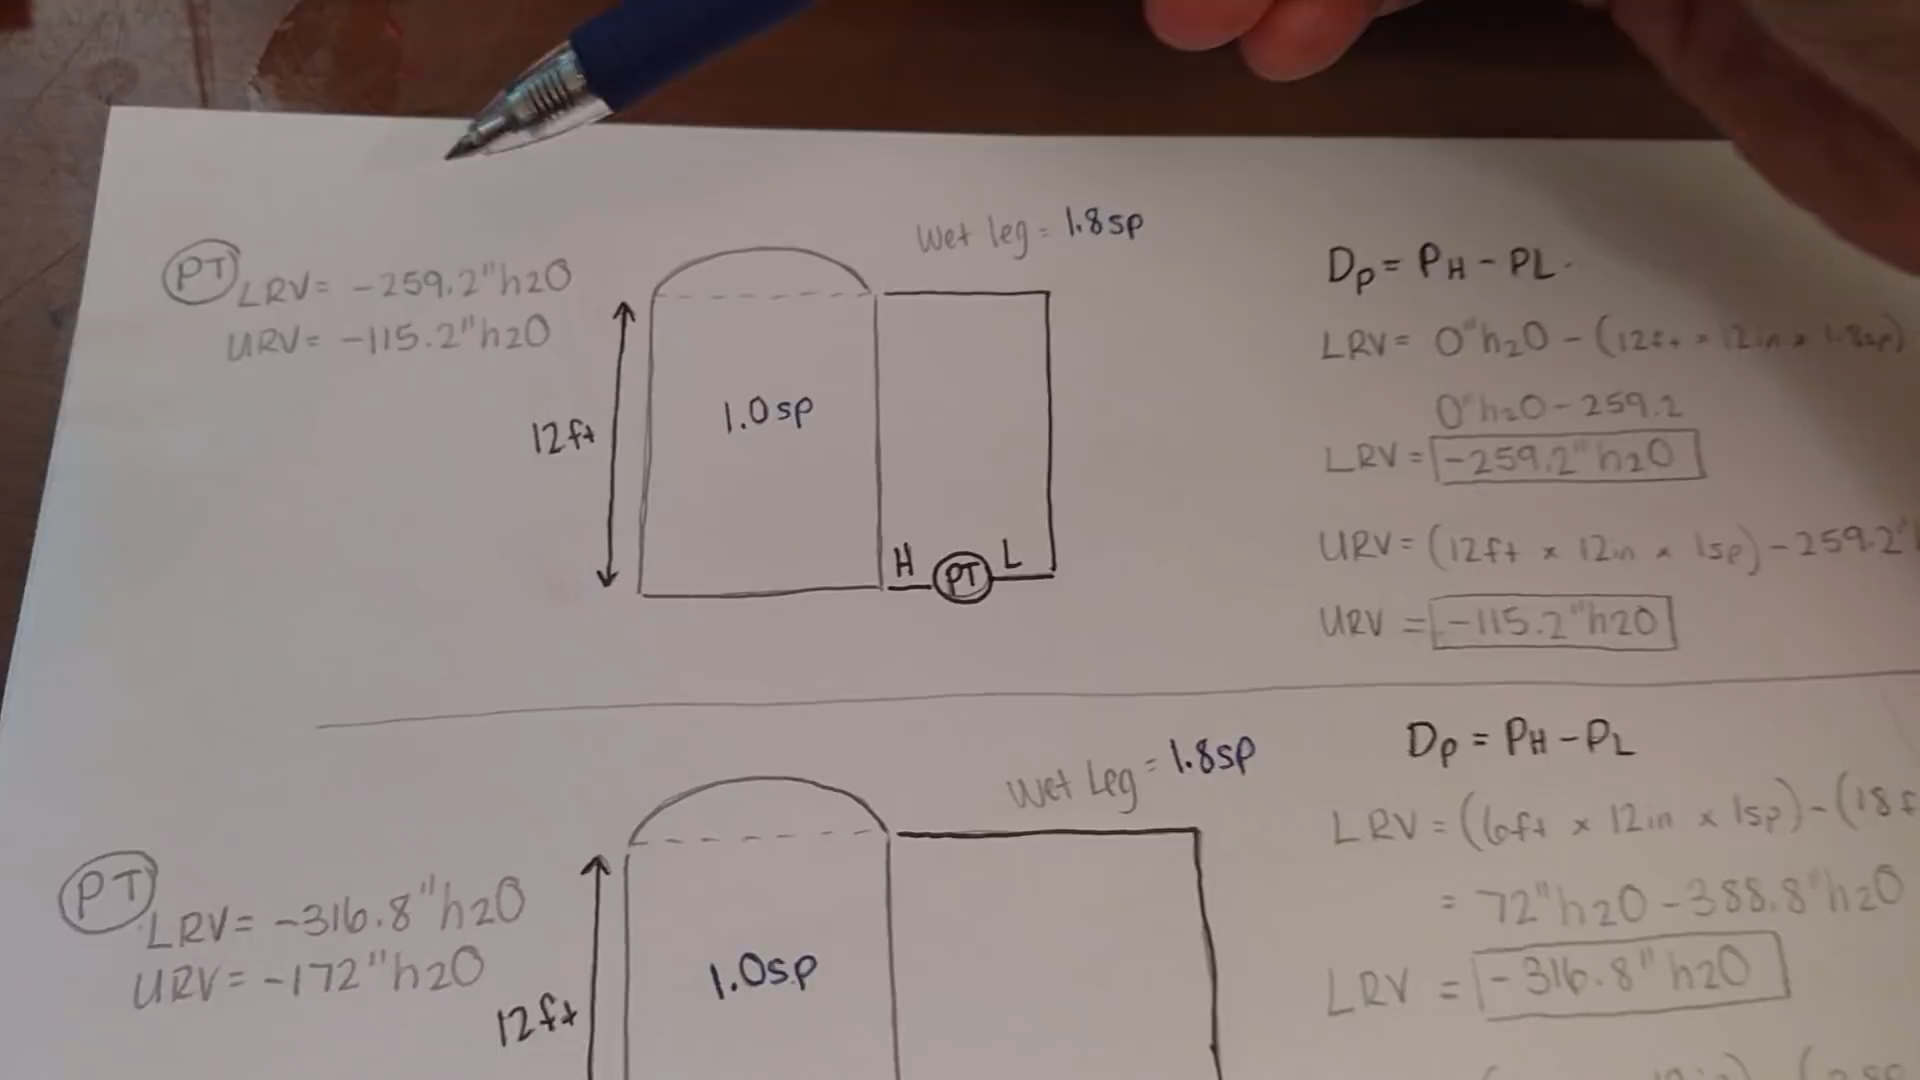 Wet leg = 1.8sp
PT LRV= -259.2"h2O
URV= -115.2"h2O
12ft
1.0sp
H PT L
Dp = PH - PL
LRV= 0"h2O - (12ft × 12in × 1.8sp)
0"h2O - 259.2
LRV = -259.2"h2O
URV= (12ft × 12in × 1sp) - 259.2"
URV = -115.2"h2O
Wet Leg = 1.8sp
PT LRV= -316.8"h2O
URV= -172"h2O
12ft
1.0sp
Dp = PH - PL
LRV = (6ft × 12in × 1sp) - (18f
= 72"h2O - 388.8"h2O
LRV = -316.8"h2O